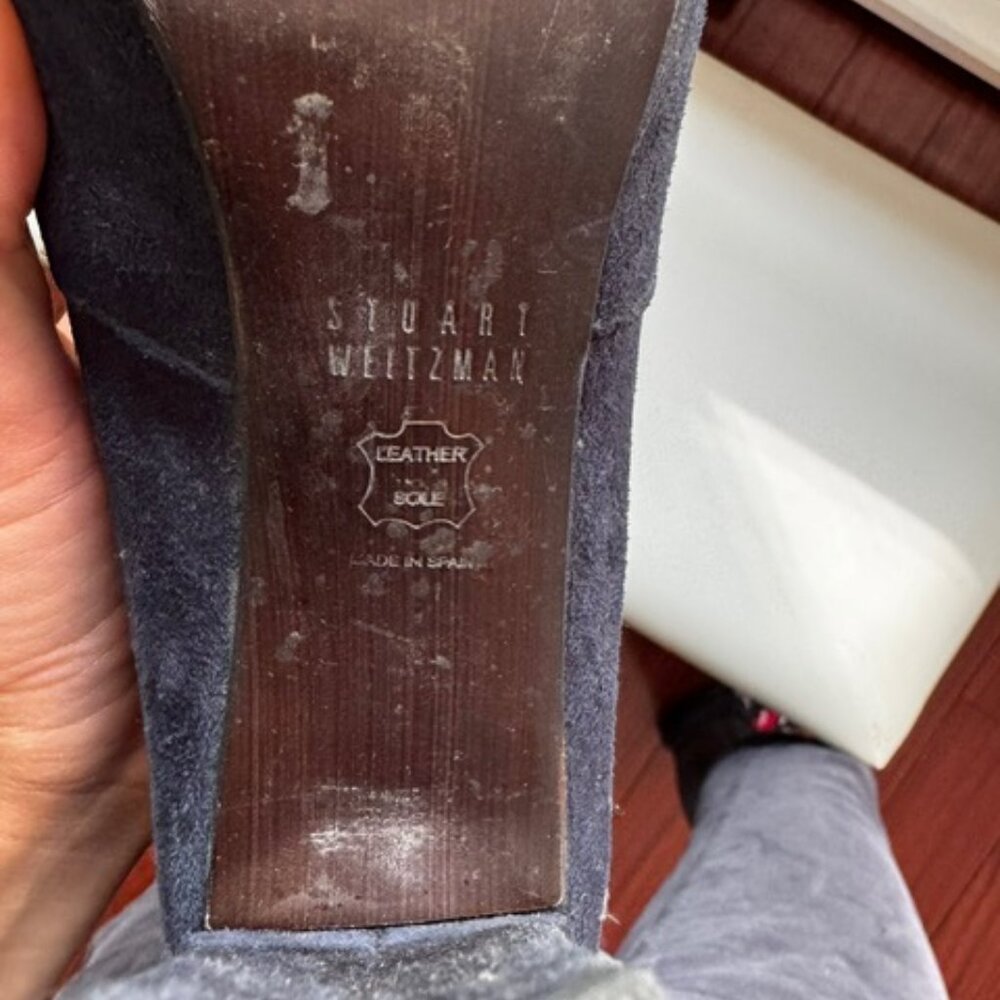 STUART
WEITZMAN
LEATHER
SOLE
MADE IN SPAIN